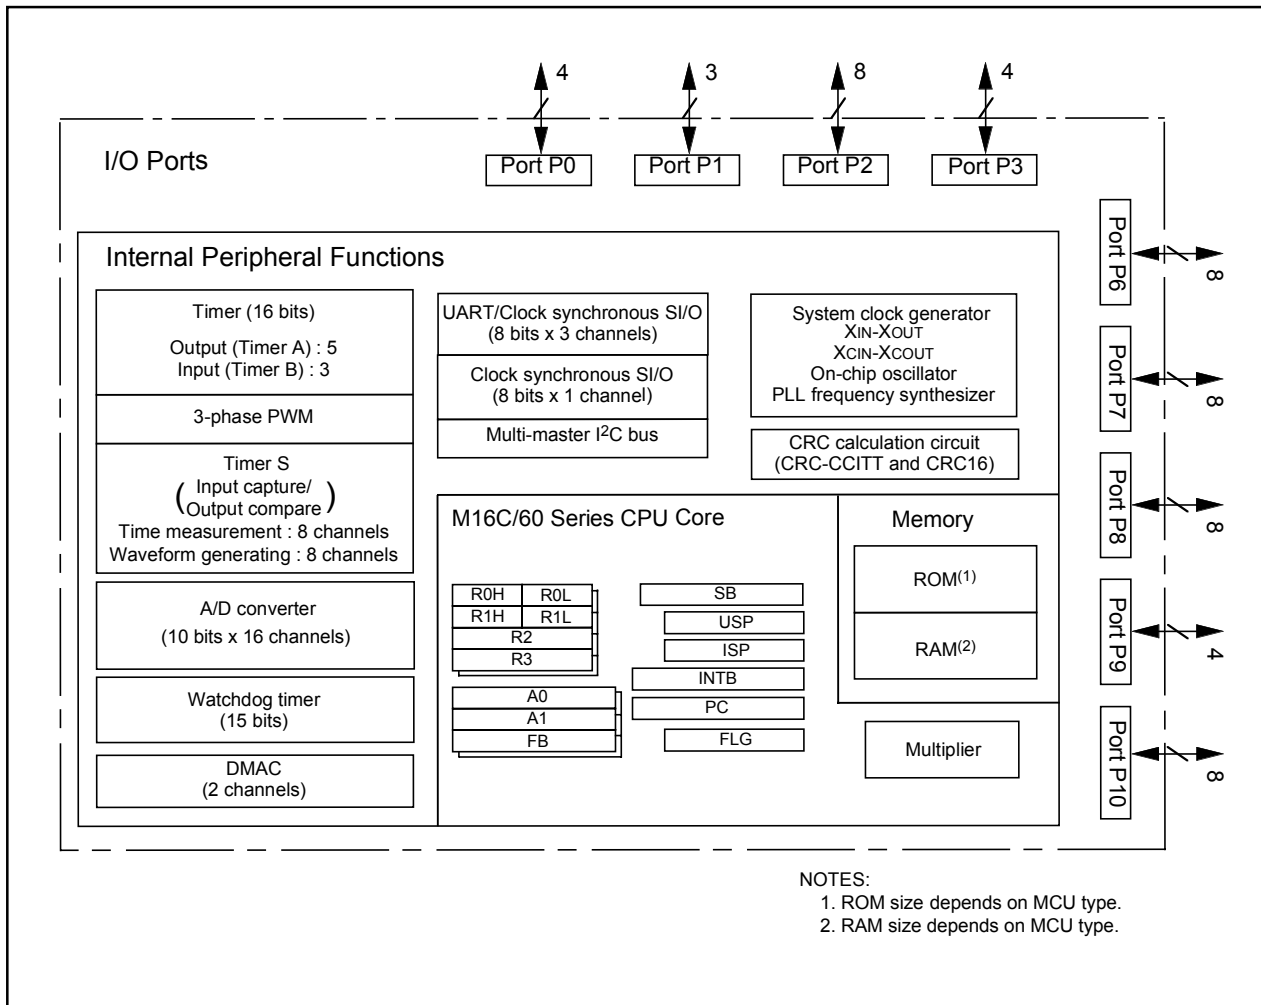 4
3
8
4
I/O Ports
Port P0
Port P1
Port P2
Port P3
Port P6
8
Port P7
8
Port P8
8
Port P9
4
Port P10
8
Internal Peripheral Functions
Timer (16 bits)
Output (Timer A) : 5
Input (Timer B) : 3
3-phase PWM
Timer S
(Input capture/
Output compare)
Time measurement : 8 channels
Waveform generating : 8 channels
A/D converter
(10 bits x 16 channels)
Watchdog timer
(15 bits)
DMAC
(2 channels)
UART/Clock synchronous SI/O
(8 bits x 3 channels)
Clock synchronous SI/O
(8 bits x 1 channel)
Multi-master I2C bus
System clock generator
XIN-XOUT
XCIN-XCOUT
On-chip oscillator
PLL frequency synthesizer
CRC calculation circuit
(CRC-CCITT and CRC16)
M16C/60 Series CPU Core
R0H
R0L
R1H
R1L
R2
R3
A0
A1
FB
SB
USP
ISP
INTB
PC
FLG
Memory
ROM(1)
RAM(2)
Multiplier
NOTES:
1. ROM size depends on MCU type.
2. RAM size depends on MCU type.